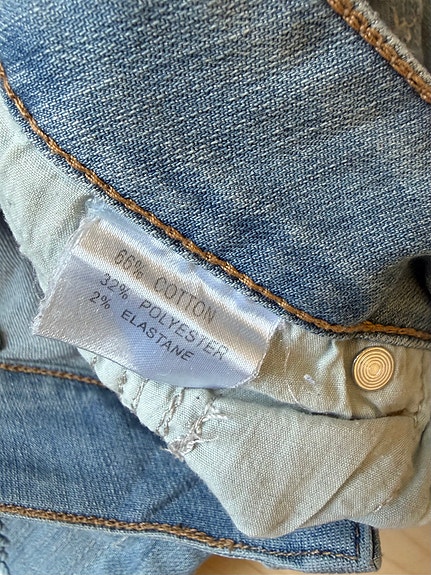 66% COTTON
32% POLYESTER
2% ELASTANE